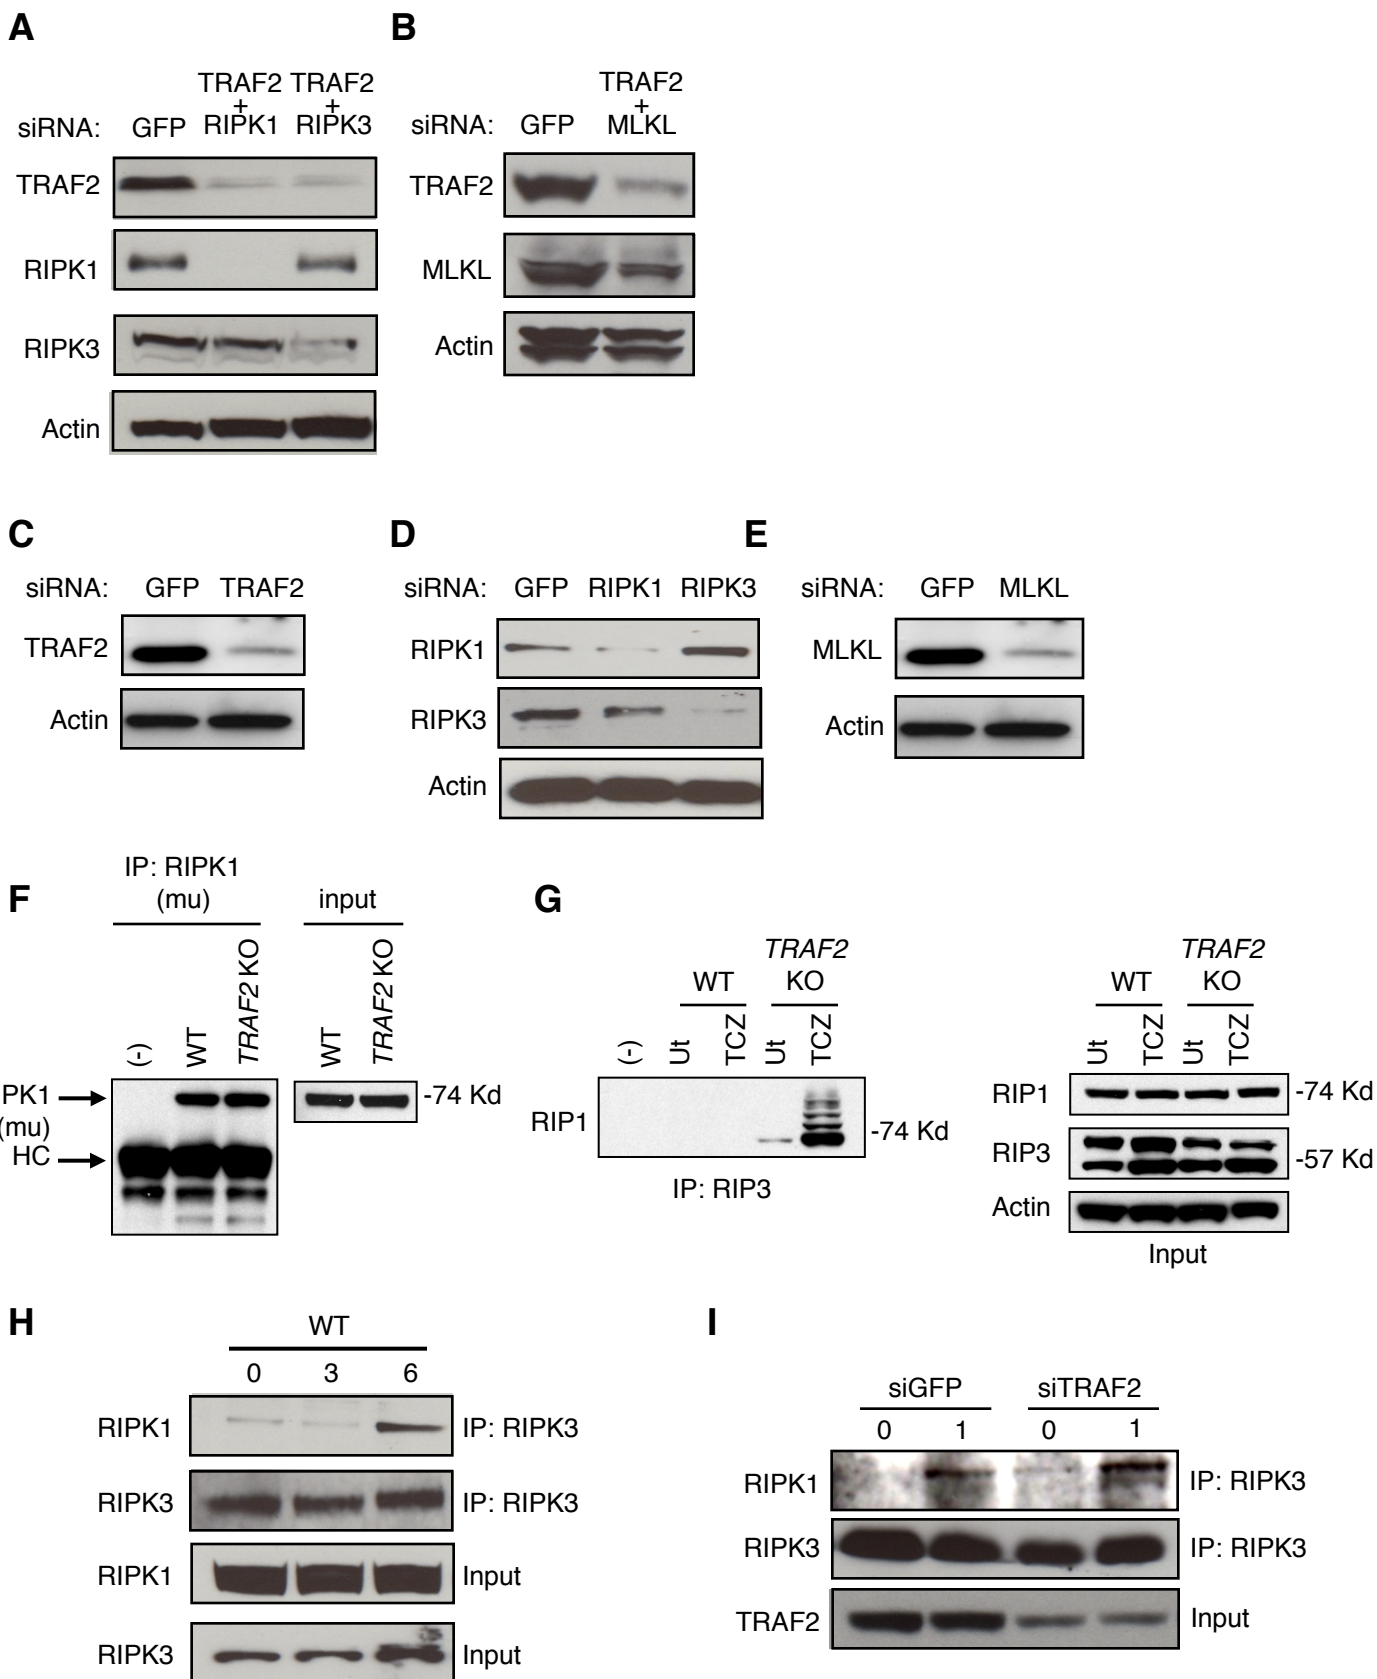 A
TRAF2 TRAF2
+ +
siRNA: GFP RIPK1 RIPK3
TRAF2
RIPK1
RIPK3
Actin
B
TRAF2
+
siRNA: GFP MLKL
TRAF2
MLKL
Actin
C
siRNA: GFP TRAF2
TRAF2
Actin
D
siRNA: GFP RIPK1 RIPK3
RIPK1
RIPK3
Actin
E
siRNA: GFP MLKL
MLKL
Actin
F
IP: RIPK1
(mu)
input
(-) WT TRAF2 KO WT TRAF2 KO
PK1
(mu)
HC
-74 Kd
G
TRAF2
WT KO
(-) Ut TCZ Ut TCZ
RIP1
-74 Kd
IP: RIP3
TRAF2
WT KO
Ut TCZ Ut TCZ
RIP1 -74 Kd
RIP3 -57 Kd
Actin
Input
H
WT
0 3 6
RIPK1 IP: RIPK3
RIPK3 IP: RIPK3
RIPK1 Input
RIPK3 Input
I
siGFP siTRAF2
0 1 0 1
RIPK1 IP: RIPK3
RIPK3 IP: RIPK3
TRAF2 Input